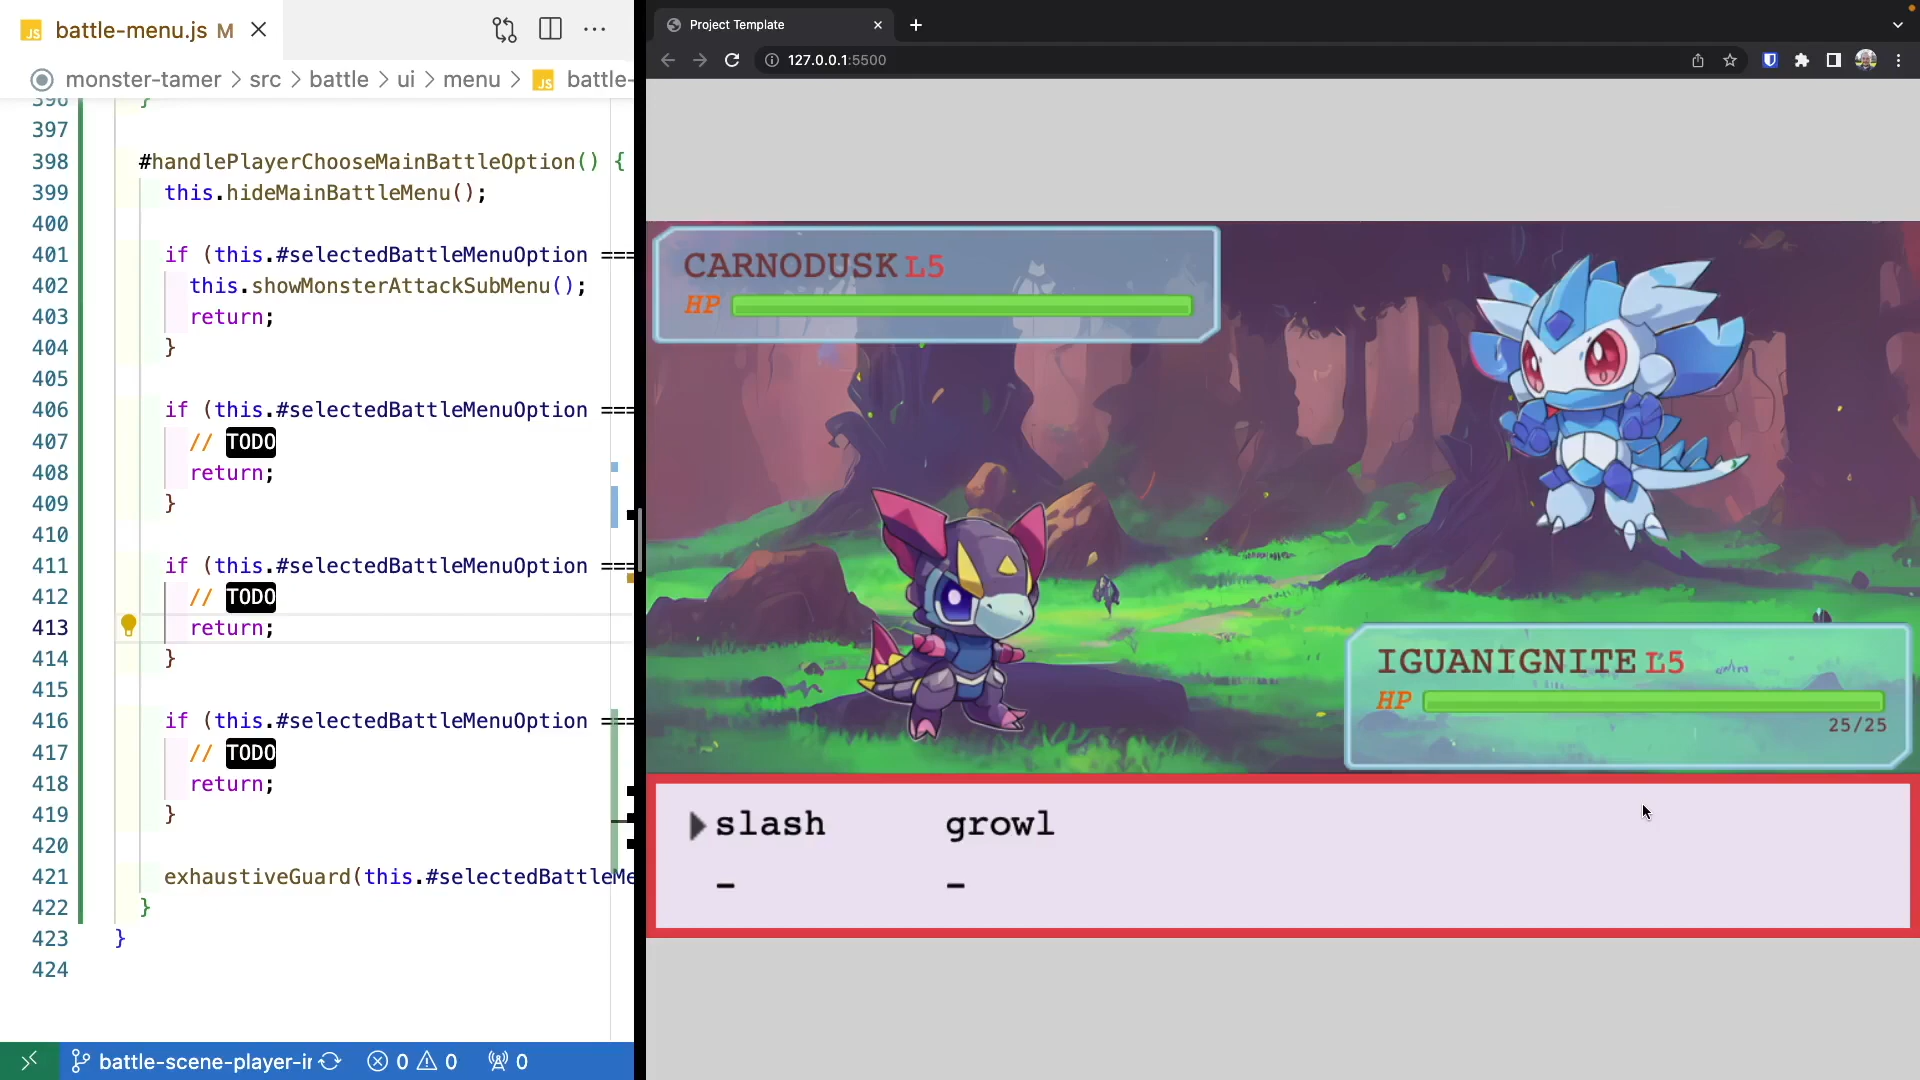 battle-menu.js M
monster-tamer > src > battle > ui > menu > battle-
396 }
397
398 #handlePlayerChooseMainBattleOption() {
399 this.hideMainBattleMenu();
400
401 if (this.#selectedBattleMenuOption ===
402 this.showMonsterAttackSubMenu();
403 return;
404 }
405
406 if (this.#selectedBattleMenuOption ===
407 // TODO
408 return;
409 }
410
411 if (this.#selectedBattleMenuOption ===
412 // TODO
413 return;
414 }
415
416 if (this.#selectedBattleMenuOption ===
417 // TODO
418 return;
419 }
420
421 exhaustiveGuard(this.#selectedBattleMe
422 }
423 }
424
battle-scene-player-in 0 0 0
Project Template
127.0.0.1:5500
CARNODUSK L5
HP
IGUANIGNITE L5
HP
25/25
slash growl
- -